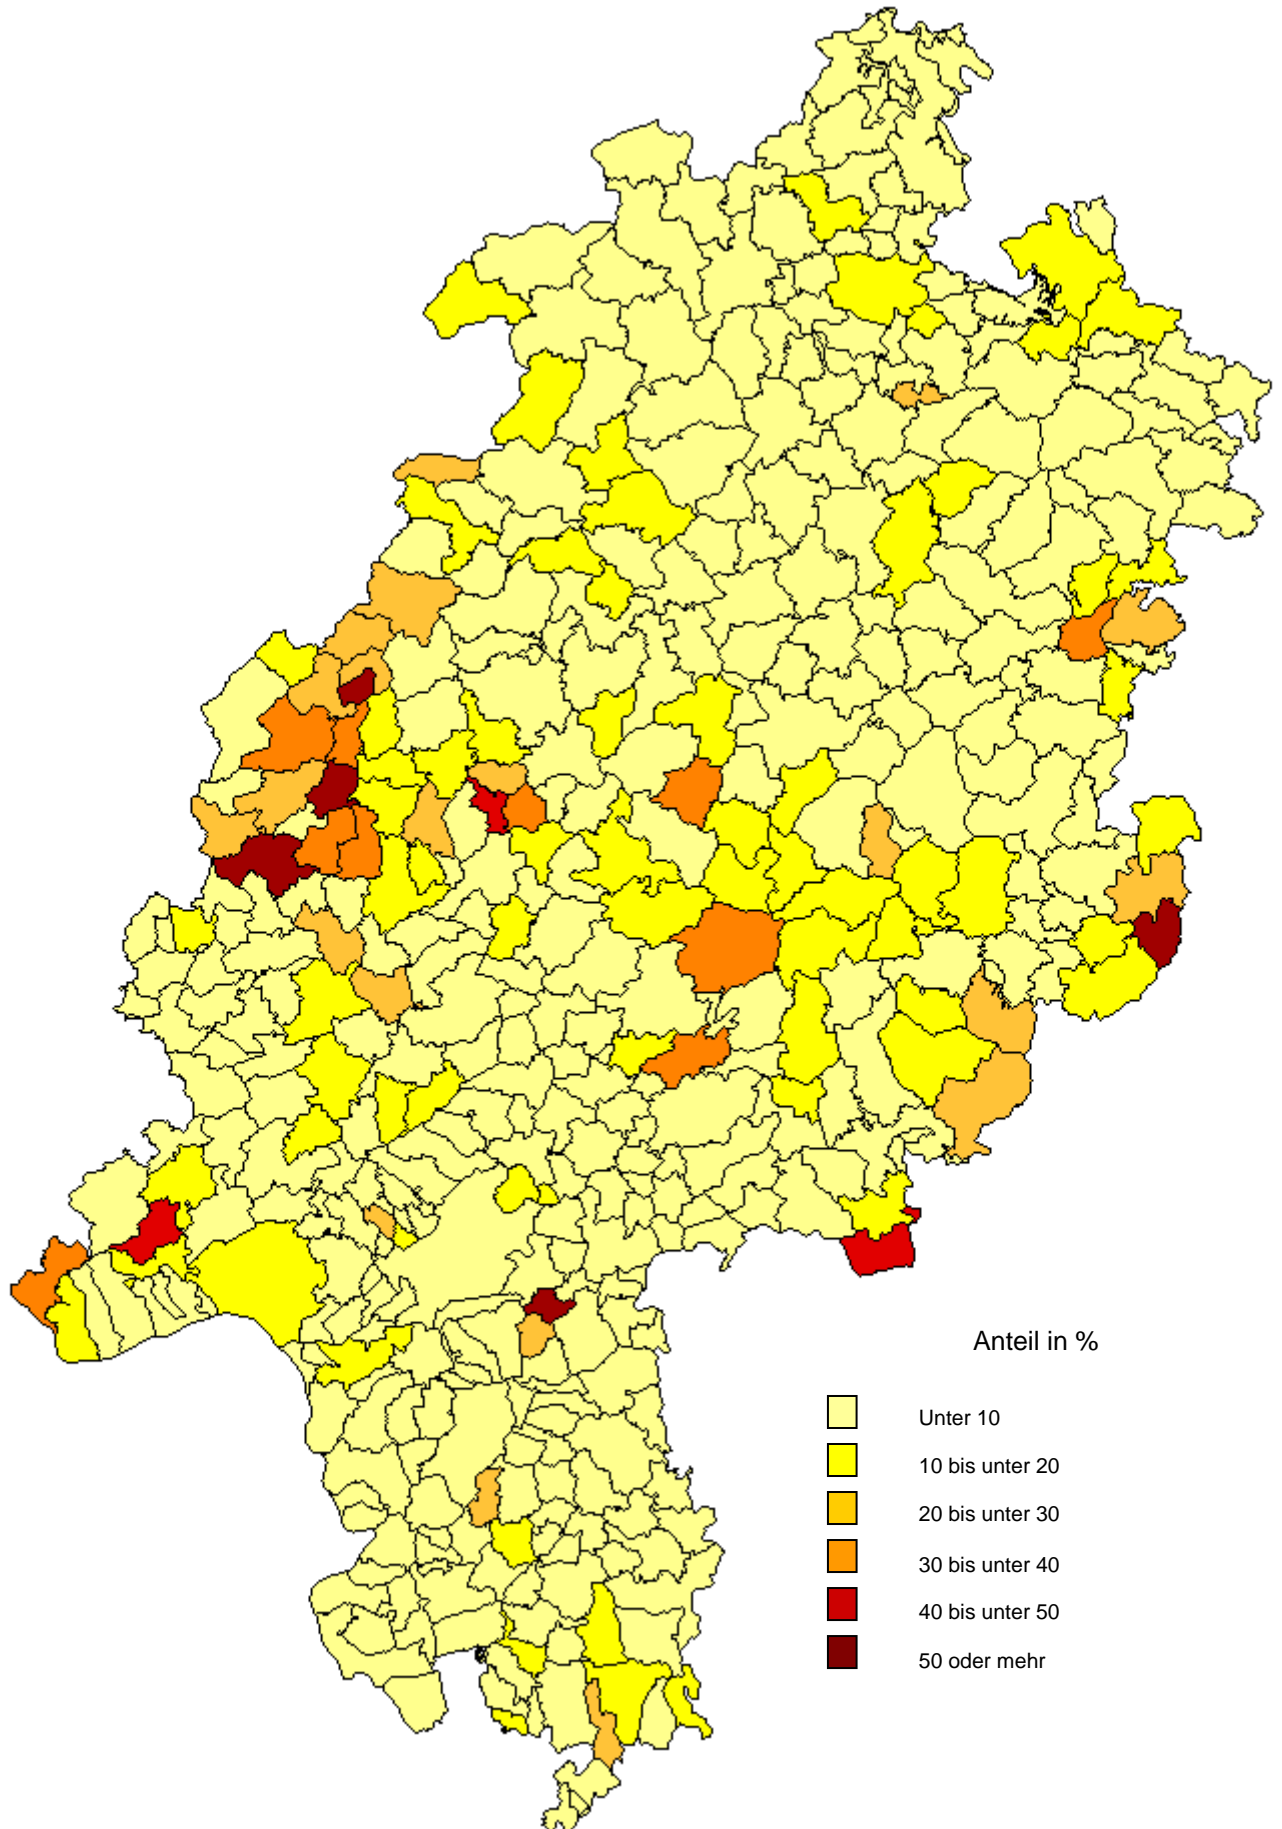 Anteil in %
Unter 10
10 bis unter 20
20 bis unter 30
30 bis unter 40
40 bis unter 50
50 oder mehr